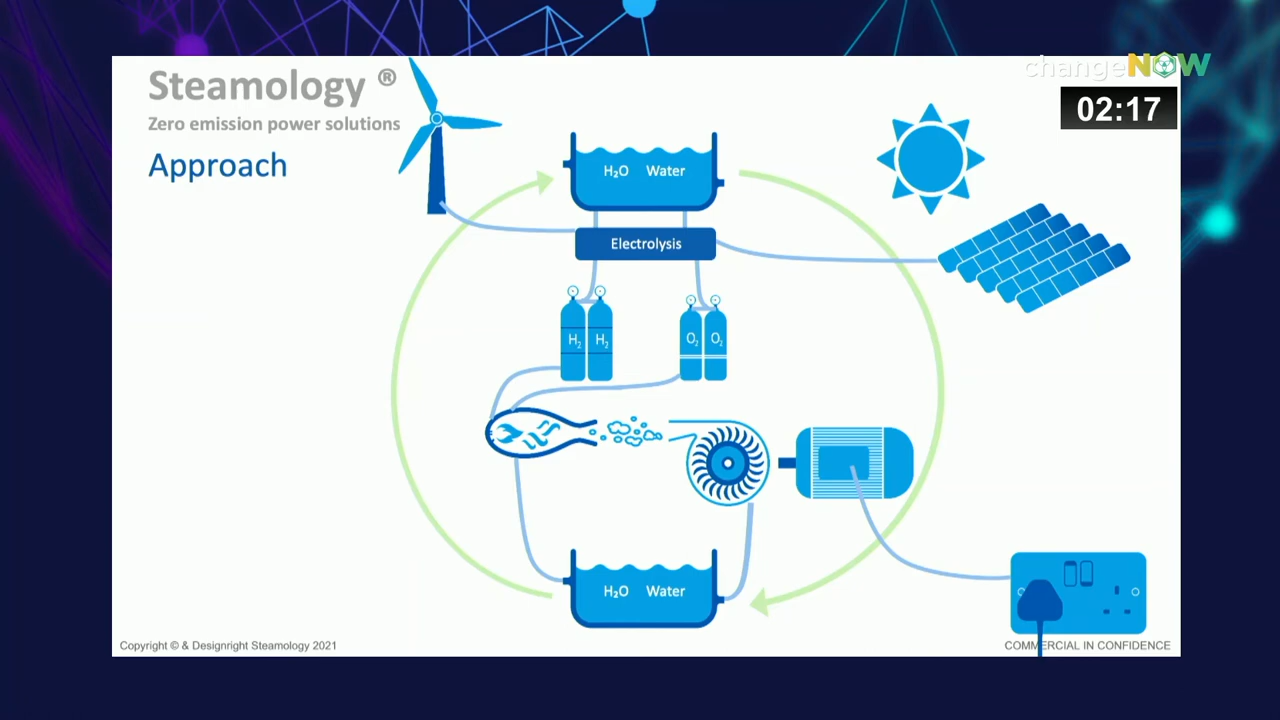 changeNOW
02:17
Steamology ®
Zero emission power solutions
Approach
H₂O Water
Electrolysis
H₂ H₂ O₂ O₂
H₂O Water
Copyright © & Designright Steamology 2021
COMMERCIAL IN CONFIDENCE